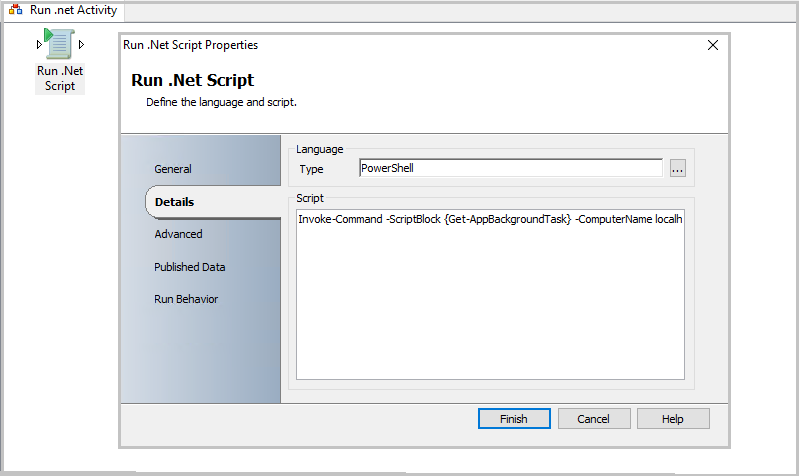 Run .net Activity
Run .Net
Script
Run .Net Script Properties
Run .Net Script
Define the language and script.
General
Details
Advanced
Published Data
Run Behavior
Language
Type
PowerShell
...
Script
Invoke-Command -ScriptBlock {Get-AppBackgroundTask} -ComputerName localh
Finish
Cancel
Help